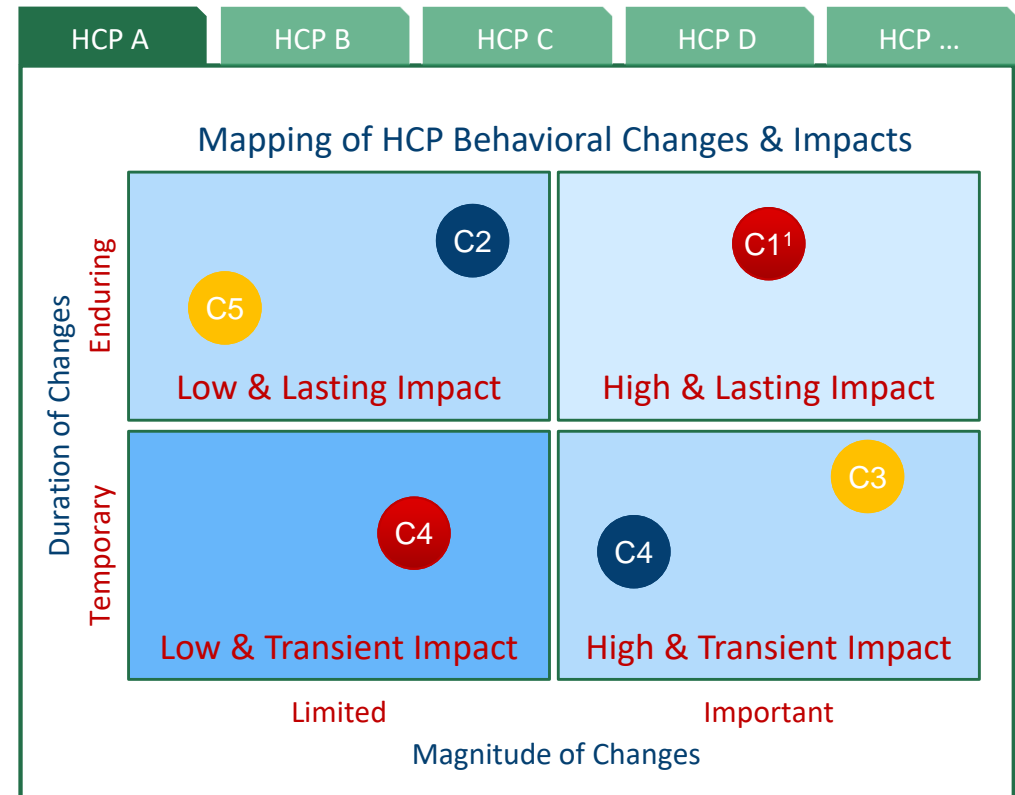 HCP A
HCP B
HCP C
HCP D
HCP ...
Mapping of HCP Behavioral Changes & Impacts
Duration of Changes
Enduring
C2
C5
Low & Lasting Impact
C1¹
High & Lasting Impact
Temporary
C4
Low & Transient Impact
C3
C4
High & Transient Impact
Limited
Important
Magnitude of Changes